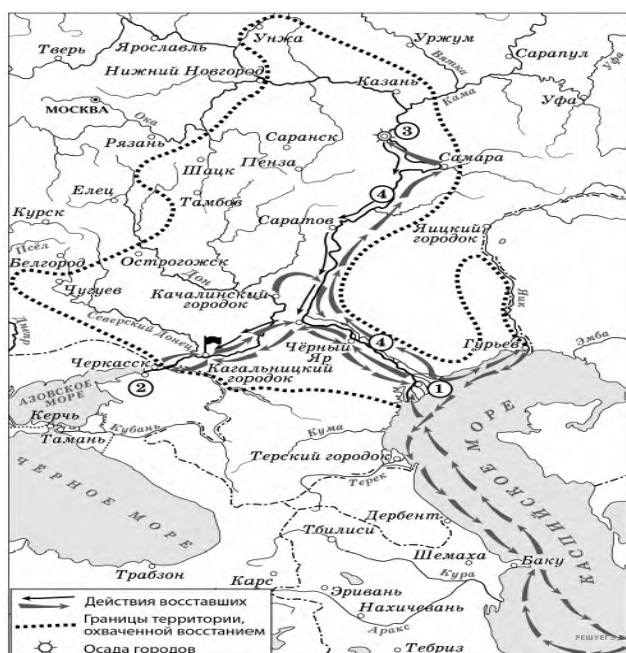 Унжа
Уржум
Тверь
Ярославль
Вятка
Сарапул
Уфа
Нижний Новгород
Казань
Кама
МОСКВА
Ока
3
Уфа
Рязань
Саранск
Самара
Шацк
Пенза
Елец
Тамбов
4
Курск
Саратов
Яицкий
городок
Псёл
Острогожск
Белгород
Дон
Чугуев
Качалинский
городок
Яик
Днепр
Северский Донец
4
Чёрный
Яр
Гурьев
Эмба
Черкасск
Кагальницкий
городок
1
2
АЗОВСКОЕ
МОРЕ
Керчь
Кубань
Кума
Тамань
Терский городок
КАСПИЙСКОЕ МОРЕ
ЧЁРНОЕ МОРЕ
Терек
Дербент
Тбилиси
Шемаха
Баку
Трабзон
Карс
Кура
Эривань
Нахичевань
Аракс
Тебриз
Действия восставших
Границы территории,
охваченной восстанием
Осада городов